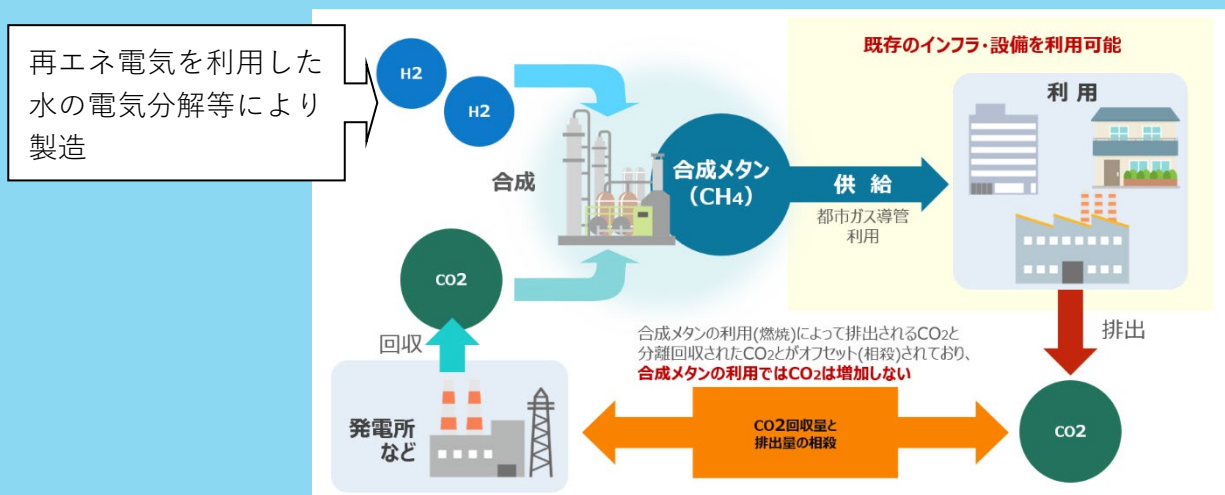 再エネ電気を利用した
水の電気分解等により
製造
H2
H2
合成
合成メタン
（CH4）
CO2
回収
発電所
など
既存のインフラ・設備を利用可能
利用
供給
都市ガス導管
利用
排出
合成メタンの利用(燃焼)によって排出されるCO2と
分離回収されたCO2とがオフセット(相殺)されており、
合成メタンの利用ではCO2は増加しない
CO2回収量と
排出量の相殺
CO2